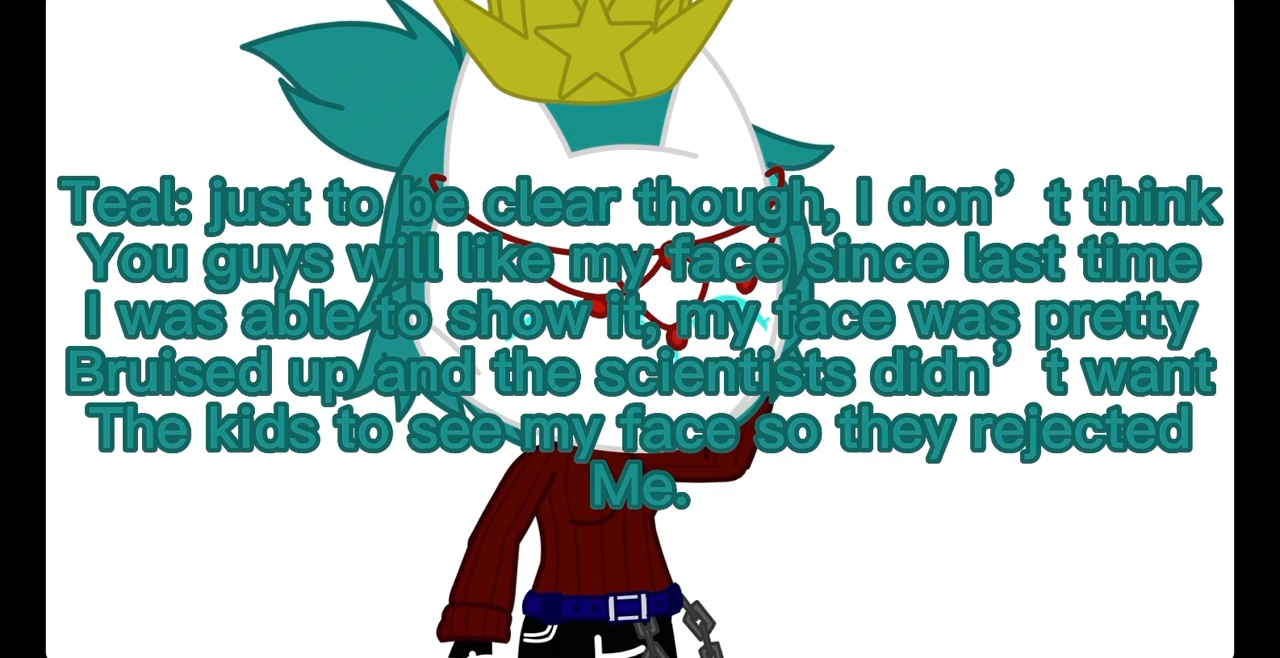 Teal: just to be clear though, I don’t think
You guys will like my face since last time
I was able to show it, my face was pretty
Bruised up and the scientists didn’t want
The kids to see my face so they rejected
Me.